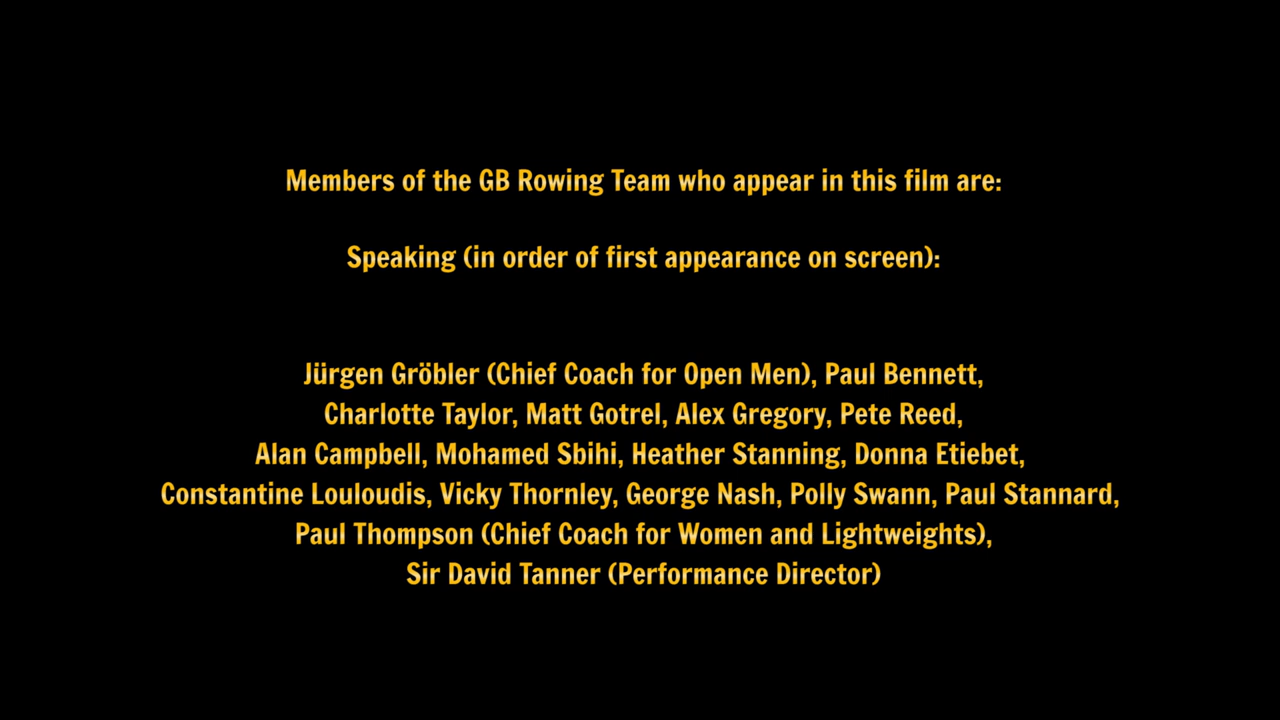 Members of the GB Rowing Team who appear in this film are:
Speaking (in order of first appearance on screen):
Jürgen Gröbler (Chief Coach for Open Men), Paul Bennett,
Charlotte Taylor, Matt Gotrel, Alex Gregory, Pete Reed,
Alan Campbell, Mohamed Sbihi, Heather Stanning, Donna Etiebet,
Constantine Louloudis, Vicky Thornley, George Nash, Polly Swann, Paul Stannard,
Paul Thompson (Chief Coach for Women and Lightweights),
Sir David Tanner (Performance Director)